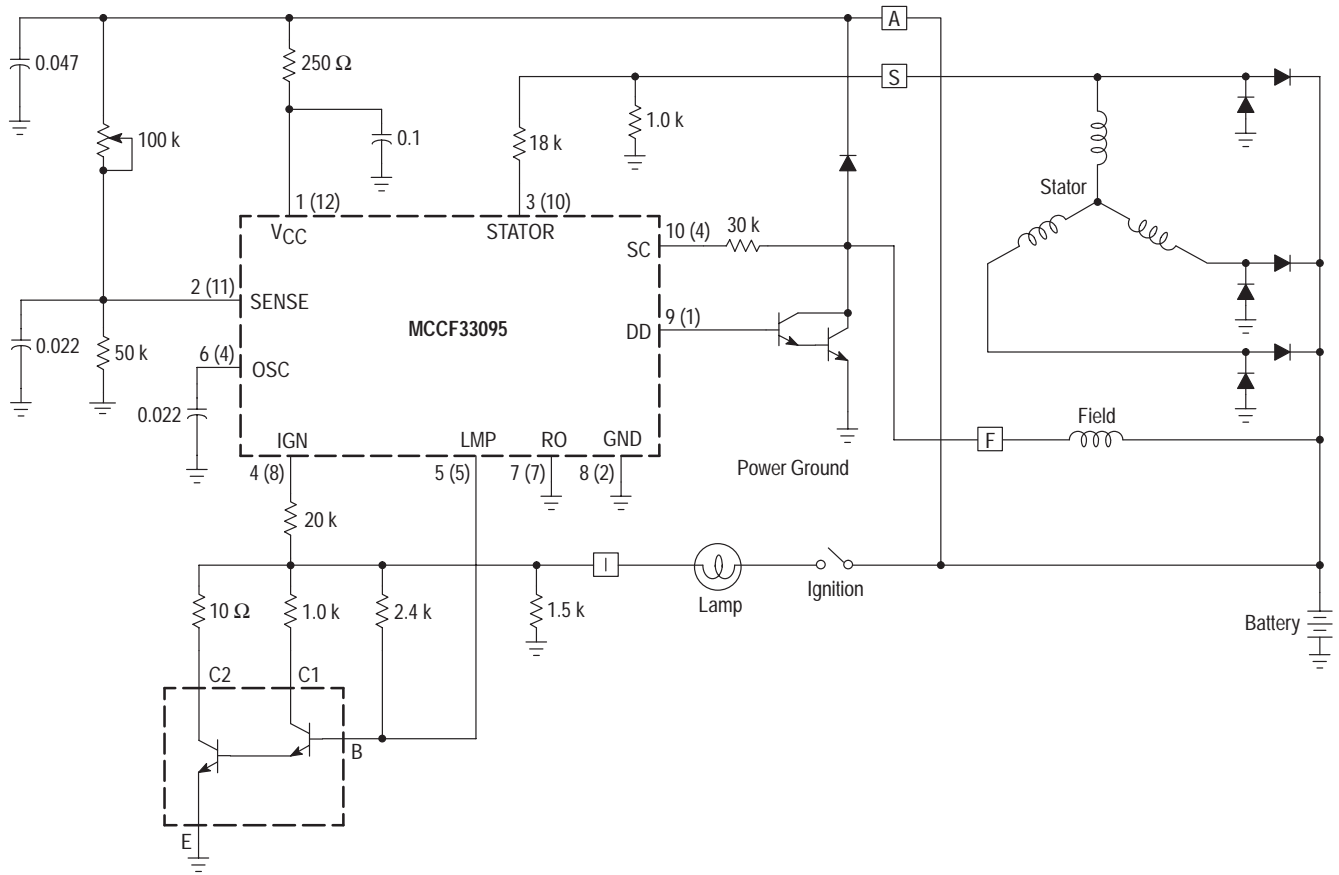 A
0.047
250 Ω
S
100 k
0.1
18 k
1.0 k
Stator
1 (12)
3 (10)
VCC
STATOR
SC
10 (4)
30 k
2 (11)
SENSE
MCCF33095
DD
9 (1)
0.022
50 k
6 (4)
OSC
0.022
IGN
LMP
RO
GND
Field
F
4 (8)
5 (5)
7 (7)
8 (2)
Power Ground
20 k
I
Lamp
Ignition
10 Ω
1.0 k
2.4 k
1.5 k
Battery
C2
C1
B
E